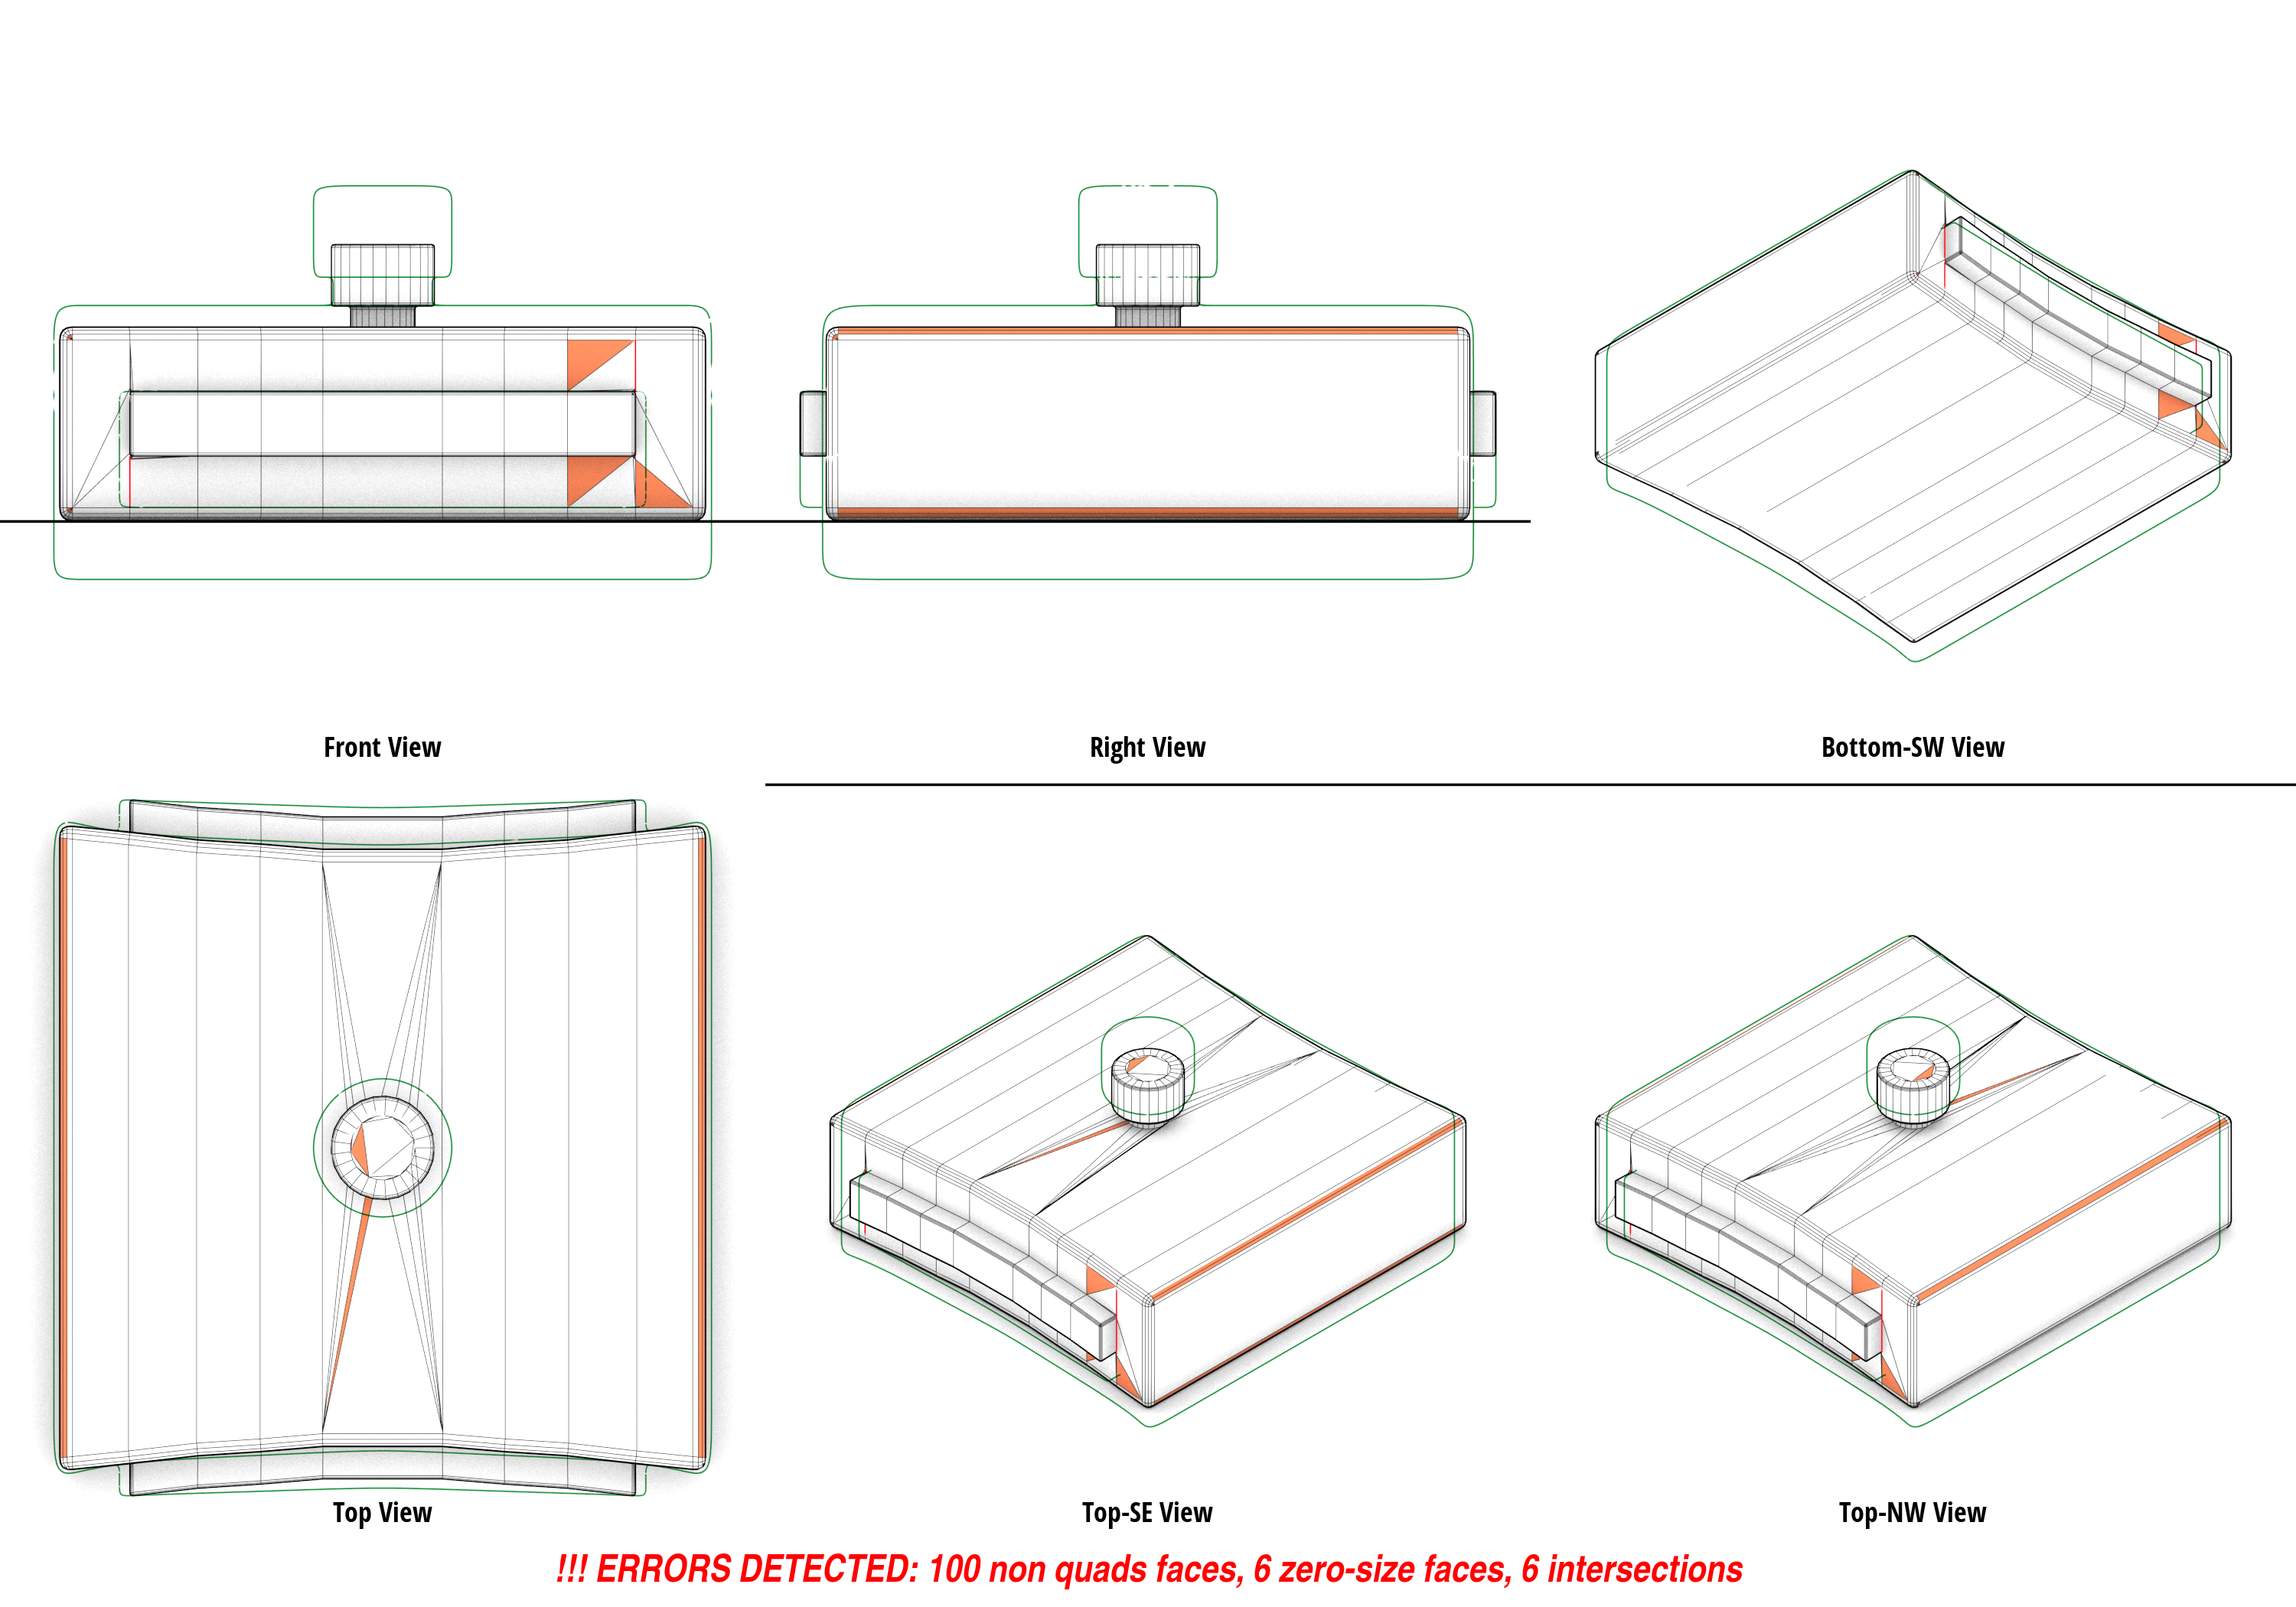 Front View
Right View
Bottom-SW View
Top View
Top-SE View
Top-NW View
!!! ERRORS DETECTED: 100 non quads faces, 6 zero-size faces, 6 intersections